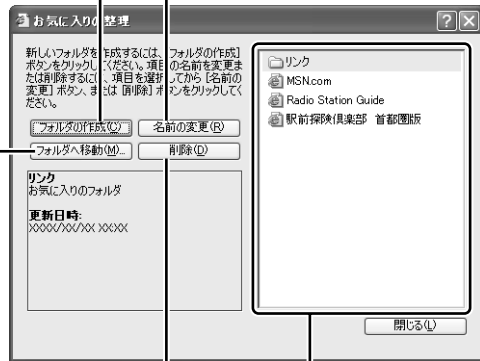 お気に入りの整理
新しいフォルダを作成するには、[フォルダの作成]
ボタンをクリックしてください。項目の名前を変更ま
たは削除するには、項目を選択してから [名前の
変更] ボタン、または [削除] ボタンをクリックしてく
ださい。
フォルダの作成(C) 名前の変更(R)
フォルダへ移動(M)... 削除(D)
リンク
お気に入りのフォルダ
更新日時:
XXXX/XX/XX XX:XX
リンク
MSN.com
Radio Station Guide
駅前探険倶楽部 首都圏版
閉じる(L)